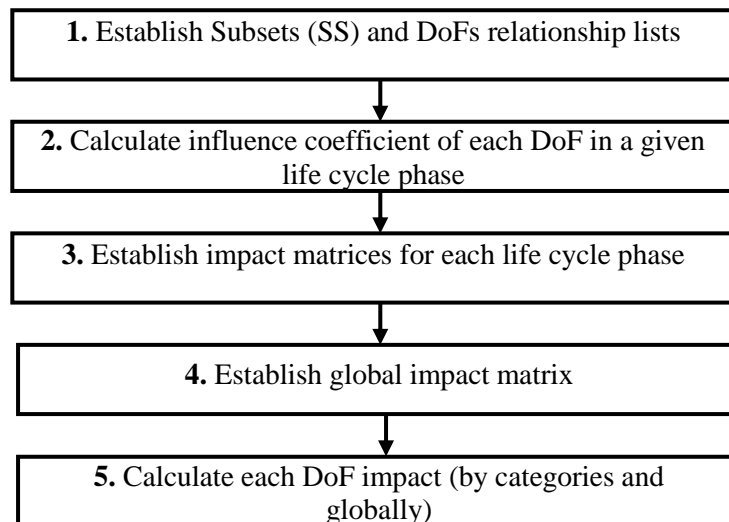 1. Establish Subsets (SS) and DoFs relationship lists
2. Calculate influence coefficient of each DoF in a given
life cycle phase
3. Establish impact matrices for each life cycle phase
4. Establish global impact matrix
5. Calculate each DoF impact (by categories and
globally)